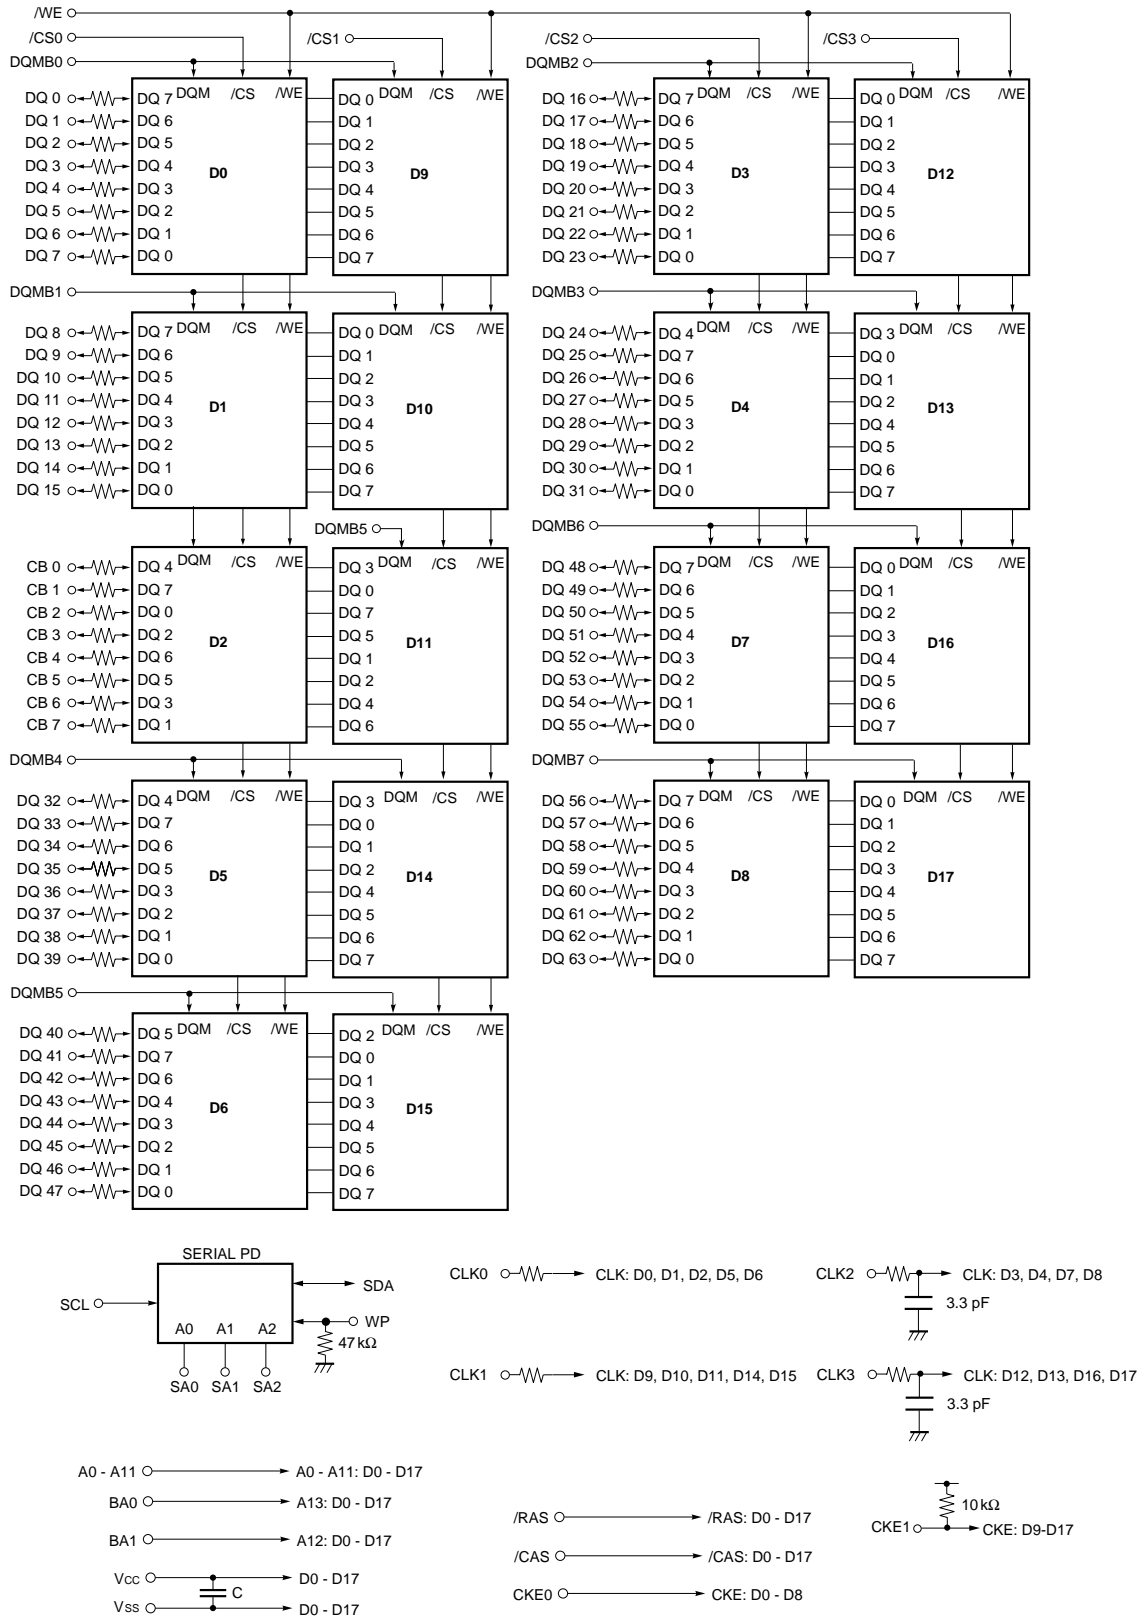 /WE
/CS0 /CS1 /CS2 /CS3
DQMB0 DQMB2
DQM /CS /WE DQM /CS /WE DQM /CS /WE DQM /CS /WE
DQ 0 DQ 7 DQ 0 DQ 16 DQ 7 DQ 0
DQ 1 DQ 6 DQ 1 DQ 17 DQ 6 DQ 1
DQ 2 DQ 5 DQ 2 DQ 18 DQ 5 DQ 2
DQ 3 DQ 4 D0 DQ 3 D9 DQ 19 DQ 4 D3 DQ 3 D12
DQ 4 DQ 3 DQ 4 DQ 20 DQ 3 DQ 4
DQ 5 DQ 2 DQ 5 DQ 21 DQ 2 DQ 5
DQ 6 DQ 1 DQ 6 DQ 22 DQ 1 DQ 6
DQ 7 DQ 0 DQ 7 DQ 23 DQ 0 DQ 7
DQMB1 DQMB3
DQM /CS /WE DQM /CS /WE DQM /CS /WE DQM /CS /WE
DQ 8 DQ 7 DQ 0 DQ 24 DQ 4 DQ 3
DQ 9 DQ 6 DQ 1 DQ 25 DQ 7 DQ 0
DQ 10 DQ 5 DQ 2 DQ 26 DQ 6 DQ 1
DQ 11 DQ 4 D1 DQ 3 D10 DQ 27 DQ 5 D4 DQ 2 D13
DQ 12 DQ 3 DQ 4 DQ 28 DQ 3 DQ 4
DQ 13 DQ 2 DQ 5 DQ 29 DQ 2 DQ 5
DQ 14 DQ 1 DQ 6 DQ 30 DQ 1 DQ 6
DQ 15 DQ 0 DQ 7 DQ 31 DQ 0 DQ 7
DQMB5 DQMB6
DQM /CS /WE DQM /CS /WE DQM /CS /WE DQM /CS /WE
CB 0 DQ 4 DQ 3 DQ 48 DQ 7 DQ 0
CB 1 DQ 7 DQ 0 DQ 49 DQ 6 DQ 1
CB 2 DQ 0 DQ 7 DQ 50 DQ 5 DQ 2
CB 3 DQ 2 D2 DQ 5 D11 DQ 51 DQ 4 D7 DQ 3 D16
CB 4 DQ 6 DQ 1 DQ 52 DQ 3 DQ 4
CB 5 DQ 5 DQ 2 DQ 53 DQ 2 DQ 5
CB 6 DQ 3 DQ 4 DQ 54 DQ 1 DQ 6
CB 7 DQ 1 DQ 6 DQ 55 DQ 0 DQ 7
DQMB4 DQMB7
DQM /CS /WE DQM /CS /WE DQM /CS /WE DQM /CS /WE
DQ 32 DQ 4 DQ 3 DQ 56 DQ 7 DQ 0
DQ 33 DQ 7 DQ 0 DQ 57 DQ 6 DQ 1
DQ 34 DQ 6 DQ 1 DQ 58 DQ 5 DQ 2
DQ 35 DQ 5 D5 DQ 2 D14 DQ 59 DQ 4 D8 DQ 3 D17
DQ 36 DQ 3 DQ 4 DQ 60 DQ 3 DQ 4
DQ 37 DQ 2 DQ 5 DQ 61 DQ 2 DQ 5
DQ 38 DQ 1 DQ 6 DQ 62 DQ 1 DQ 6
DQ 39 DQ 0 DQ 7 DQ 63 DQ 0 DQ 7
DQMB5
DQM /CS /WE DQM /CS /WE
DQ 40 DQ 5 DQ 2
DQ 41 DQ 7 DQ 0
DQ 42 DQ 6 DQ 1
DQ 43 DQ 4 D6 DQ 3 D15
DQ 44 DQ 3 DQ 4
DQ 45 DQ 2 DQ 5
DQ 46 DQ 1 DQ 6
DQ 47 DQ 0 DQ 7
SERIAL PD
SDA
SCL
WP
A0 A1 A2
47 kΩ
SA0 SA1 SA2
CLK0 CLK: D0, D1, D2, D5, D6
CLK2 CLK: D3, D4, D7, D8
3.3 pF
CLK1 CLK: D9, D10, D11, D14, D15
CLK3 CLK: D12, D13, D16, D17
3.3 pF
A0 - A11 A0 - A11: D0 - D17
BA0 A13: D0 - D17
BA1 A12: D0 - D17
VCC D0 - D17
C
VSS D0 - D17
/RAS /RAS: D0 - D17
/CAS /CAS: D0 - D17
CKE0 CKE: D0 - D8
10 kΩ
CKE1 CKE: D9-D17